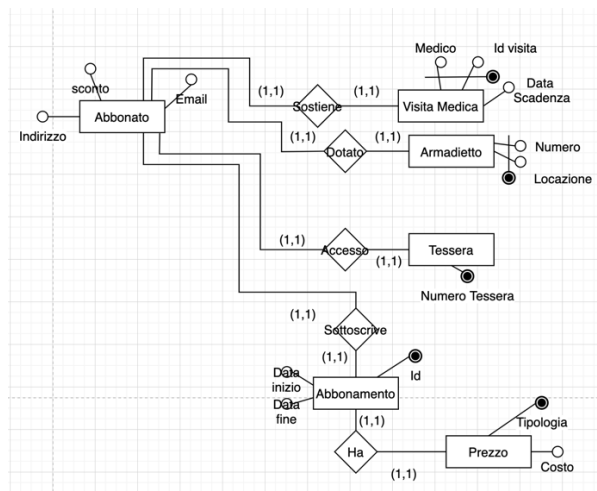 Medico
Id visita
sconto
Email
(1,1)
(1,1)
Data
Scadenza
Abbonato
Sostiene
Visita Medica
Indirizzo
(1,1)
(1,1)
Numero
Dotato
Armadietto
Locazione
(1,1)
Accesso
(1,1)
Tessera
Numero Tessera
(1,1)
Sottoscrive
(1,1)
Data
inizio
Id
Abbonamento
Data
fine
(1,1)
Tipologia
Ha
Prezzo
(1,1)
Costo